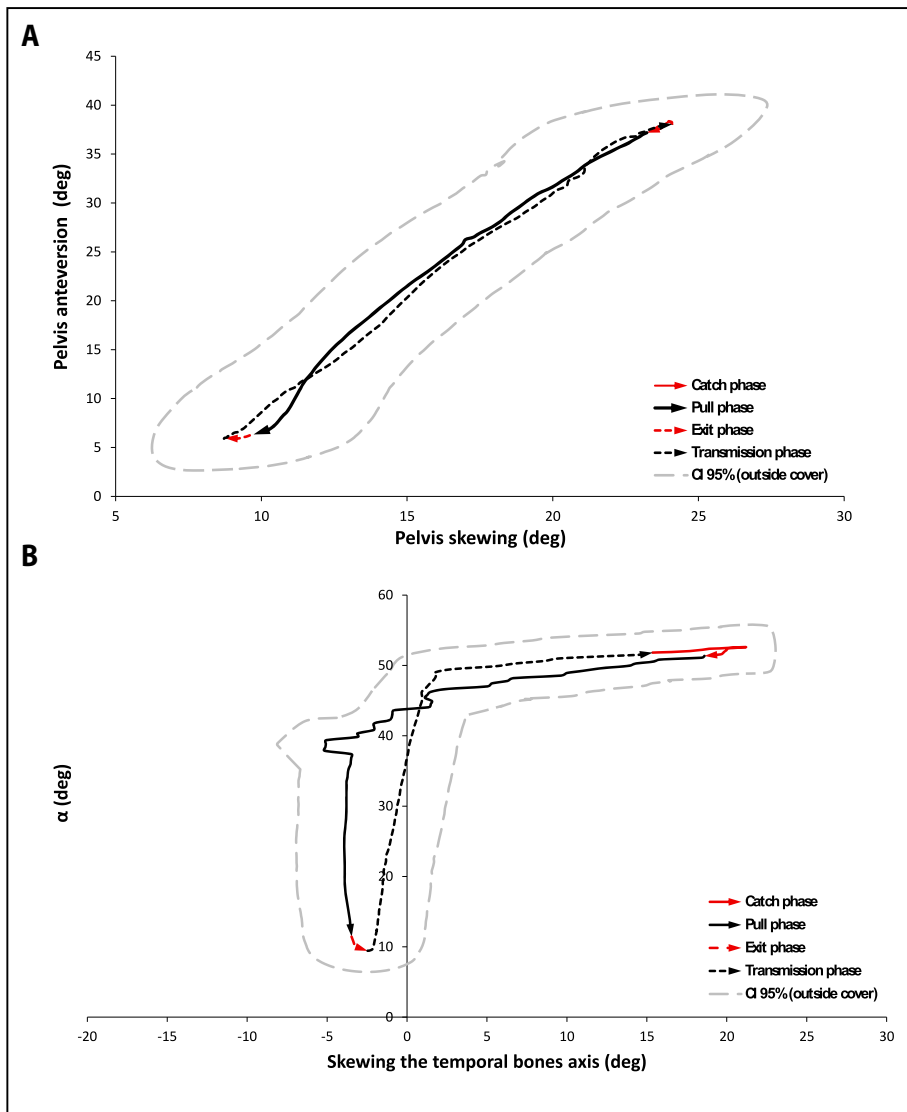 A
45
40
35
30
25
20
15
10
5
0
Pelvis anteversion (deg)
Catch phase
Pull phase
Exit phase
Transmission phase
CI 95% (outside cover)
5 10 15 20 25 30
Pelvis skewing (deg)
B
60
50
40
30
20
10
0
α (deg)
Catch phase
Pull phase
Exit phase
Transmission phase
CI 95% (outside cover)
-20 -15 -10 -5 0 5 10 15 20 25 30
Skewing the temporal bones axis (deg)